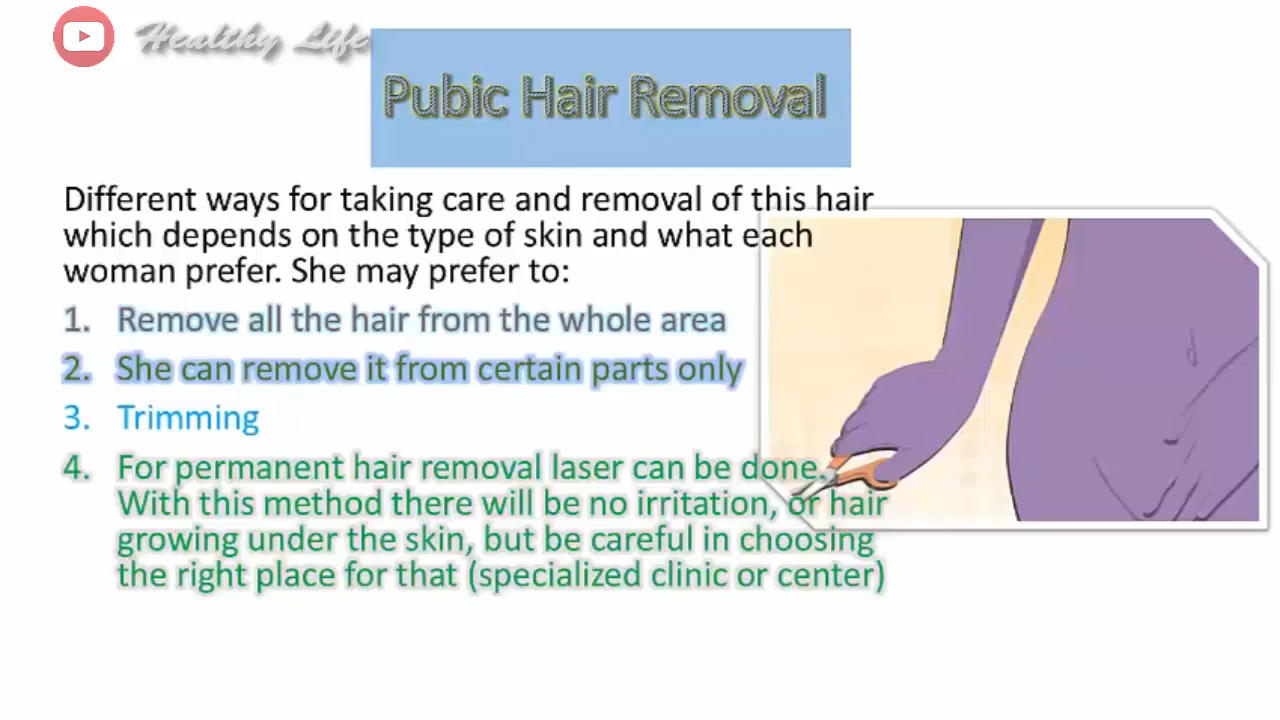 Healthy Life
Pubic Hair Removal
Different ways for taking care and removal of this hair
which depends on the type of skin and what each
woman prefer. She may prefer to:
1. Remove all the hair from the whole area
2. She can remove it from certain parts only
3. Trimming
4. For permanent hair removal laser can be done.
With this method there will be no irritation, or hair
growing under the skin, but be careful in choosing
the right place for that (specialized clinic or center)